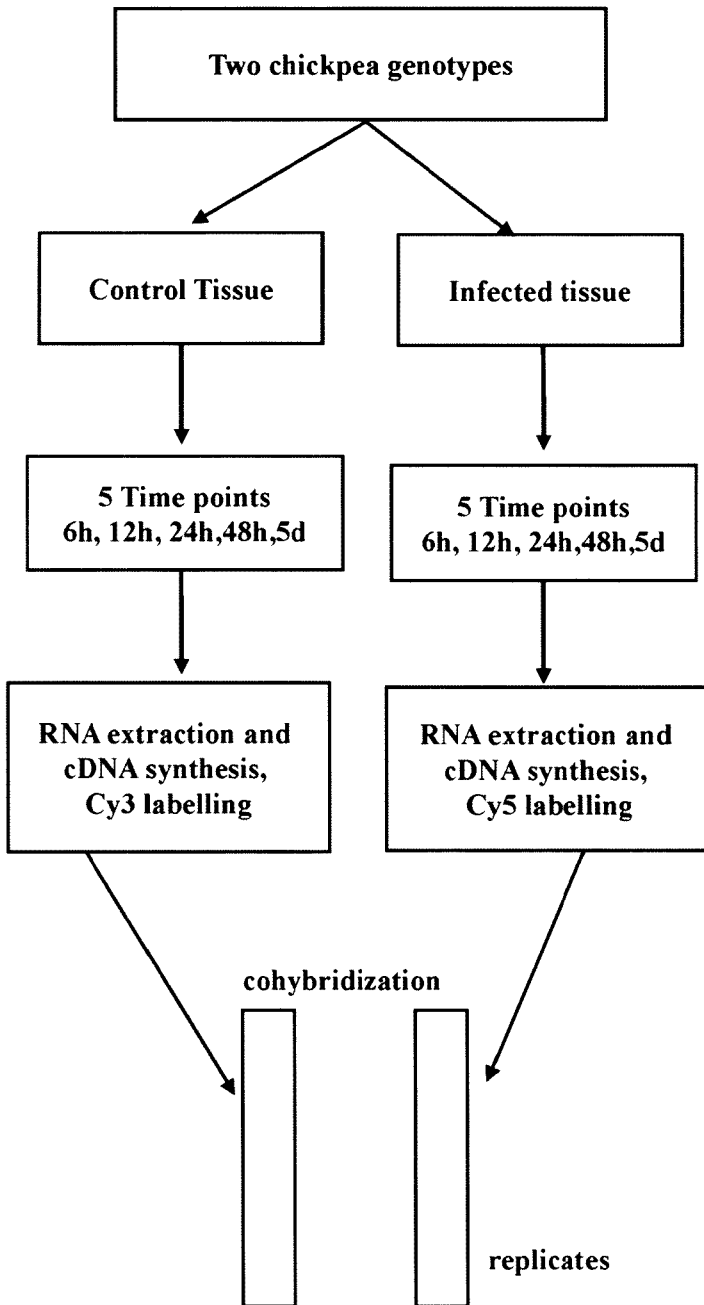 Two chickpea genotypes
Control Tissue
Infected tissue
5 Time points
6h, 12h, 24h,48h,5d
5 Time points
6h, 12h, 24h,48h,5d
RNA extraction and
cDNA synthesis,
Cy3 labelling
RNA extraction and
cDNA synthesis,
Cy5 labelling
cohybridization
replicates